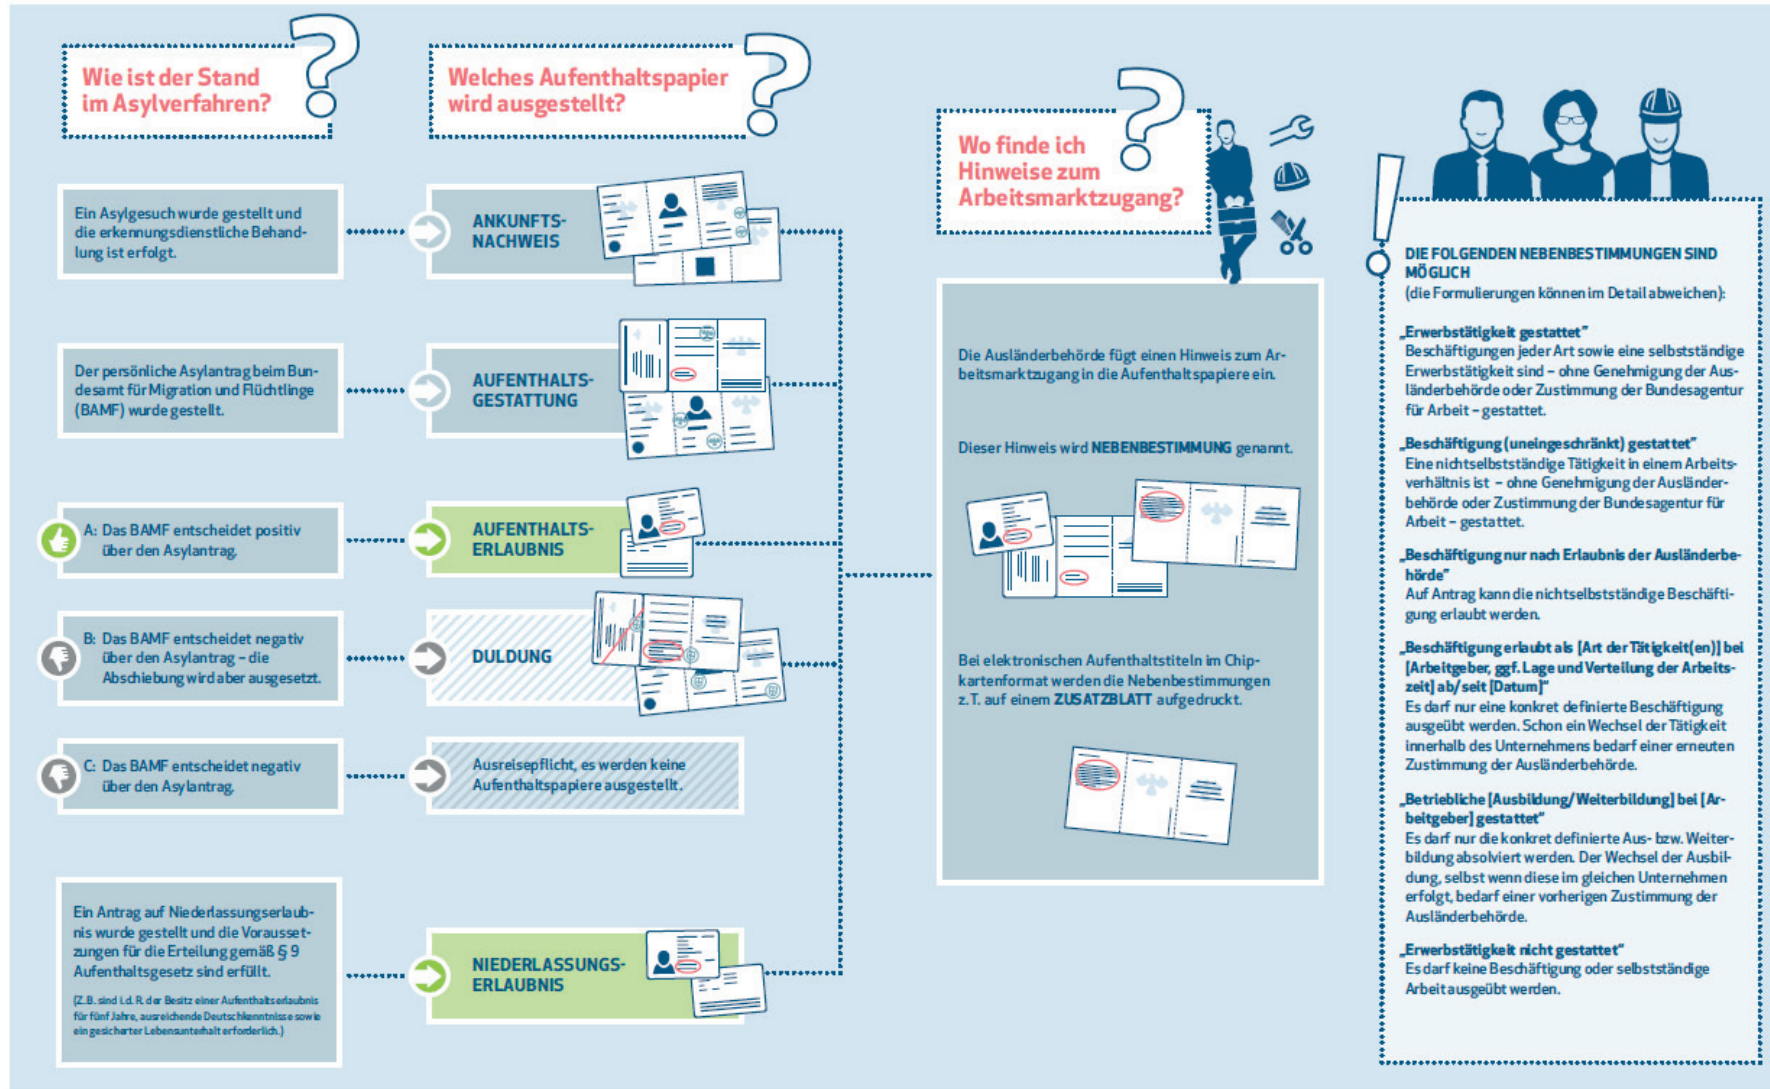 Wie ist der Stand
im Asylverfahren?
Welches Aufenthaltspapier
wird ausgestellt?
Wo finde ich
Hinweise zum
Arbeitsmarktzugang?
Ein Asylgesuch wurde gestellt und
die erkennungsdienstliche Behand-
lung ist erfolgt.
ANKUNFTS-
NACHWEIS
Der persönliche Asylantrag beim Bun-
desamt für Migration und Flüchtlinge
(BAMF) wurde gestellt.
AUFENTHALTS-
GESTATTUNG
A: Das BAMF entscheidet positiv
über den Asylantrag.
AUFENTHALTS-
ERLAUBNIS
B: Das BAMF entscheidet negativ
über den Asylantrag – die
Abschiebung wird aber ausgesetzt.
DULDUNG
C: Das BAMF entscheidet negativ
über den Asylantrag.
Ausreisepflicht, es werden keine
Aufenthaltspapiere ausgestellt.
Ein Antrag auf Niederlassungserlaub-
nis wurde gestellt und die Vorausset-
zungen für die Erteilung gemäß § 9
Aufenthaltsgesetz sind erfüllt.
(Z.B. sind i.d.R. der Besitz einer Aufenthaltserlaubnis
für fünf Jahre, ausreichende Deutschkenntnisse sowie
ein gesicherter Lebensunterhalt erforderlich.)
NIEDERLASSUNGS-
ERLAUBNIS
Die Ausländerbehörde fügt einen Hinweis zum Ar-
beitsmarktzugang in die Aufenthaltspapiere ein.
Dieser Hinweis wird NEBENBESTIMMUNG genannt.
Bei elektronischen Aufenthaltstiteln im Chip-
kartenformat werden die Nebenbestimmungen
z.T. auf einem ZUSATZBLATT aufgedruckt.
DIE FOLGENDEN NEBENBESTIMMUNGEN SIND
MÖGLICH
(die Formulierungen können im Detail abweichen):
„Erwerbstätigkeit gestattet"
Beschäftigungen jeder Art sowie eine selbstständige
Erwerbstätigkeit sind – ohne Genehmigung der Aus-
länderbehörde oder Zustimmung der Bundesagentur
für Arbeit – gestattet.
„Beschäftigung (uneingeschränkt) gestattet"
Eine nichtselbstständige Tätigkeit in einem Arbeits-
verhältnis ist – ohne Genehmigung der Ausländer-
behörde oder Zustimmung der Bundesagentur für
Arbeit – gestattet.
„Beschäftigung nur nach Erlaubnis der Ausländerbe-
hörde"
Auf Antrag kann die nichtselbstständige Beschäfti-
gung erlaubt werden.
„Beschäftigung erlaubt als [Art der Tätigkeit(en)] bei
[Arbeitgeber, ggf. Lage und Verteilung der Arbeits-
zeit] ab/seit [Datum]"
Es darf nur eine konkret definierte Beschäftigung
ausgeübt werden. Schon ein Wechsel der Tätigkeit
innerhalb des Unternehmens bedarf einer erneuten
Zustimmung der Ausländerbehörde.
„Betriebliche [Ausbildung/Weiterbildung] bei [Ar-
beitgeber] gestattet"
Es darf nur die konkret definierte Aus- bzw. Weiter-
bildung absolviert werden. Der Wechsel der Ausbil-
dung, selbst wenn diese im gleichen Unternehmen
erfolgt, bedarf einer vorherigen Zustimmung der
Ausländerbehörde.
„Erwerbstätigkeit nicht gestattet"
Es darf keine Beschäftigung oder selbstständige
Arbeit ausgeübt werden.